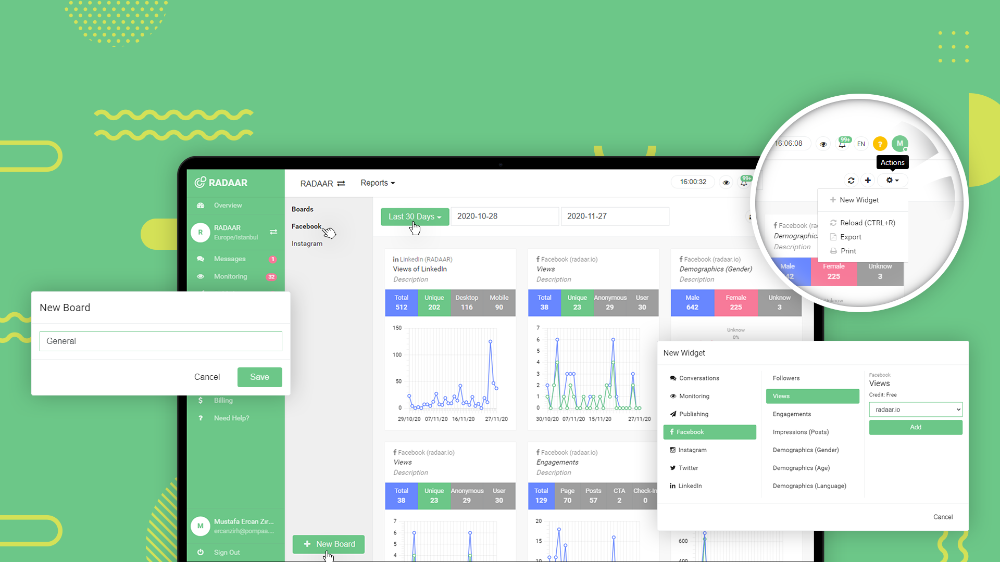 RADAAR
Overview
R
RADAAR
Europe/Istanbul
Messages 1
Monitoring 32
Billing
Need Help?
M
Mustafa Ercan Zır...
ercanzirh@pompaa....
Sign Out
RADAAR
Reports
16:00:32
99+
Boards
Facebook
Instagram
New Board
Last 30 Days
2020-10-28
2020-11-27
LinkedIn (RADAAR)
Views of LinkedIn
Description
Total Unique Desktop Mobile
512 202 116 90
150
100
50
0
29/10/20 07/11/20 16/11/20 27/11/20
Facebook (radaar.io)
Views
Description
Total Unique Anonymous User
38 23 29 30
7
6
5
4
3
2
1
0
30/10/20 07/11/20 15/11/20 27/11/20
Facebook (radaar.io)
Demographics (Gender)
Description
Male Female Unknown
642 225 3
Unknow
0%
Facebook (radaar.io)
Views
Description
Total Unique Anonymous User
38 23 29 30
7
6
5
4
Facebook (radaar.io)
Engagements
Description
Total Page Posts CTA Check-In
129 70 57 2 0
20
15
10
600
400
New Board
General
Cancel
Save
16:06:08
99+
EN
?
M
Actions
New Widget
Reload (CTRL+R)
Export
Print
Facebook (ra
Demographic
Description
Male Female Unknown
42 225 3
Unknow
New Widget
Conversations
Monitoring
Publishing
Facebook
Instagram
Twitter
LinkedIn
Followers
Views
Engagements
Impressions (Posts)
Demographics (Gender)
Demographics (Age)
Demographics (Language)
Facebook
Views
Credit: Free
radaar.io
Add
Cancel